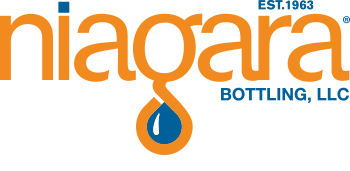 EST.1963
niagara®
BOTTLING, LLC